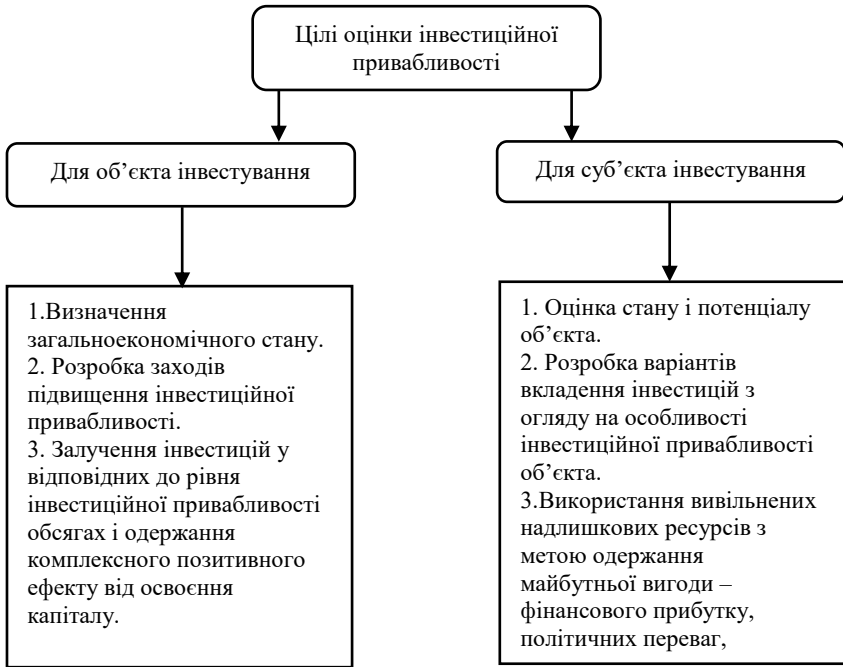 Цілі оцінки інвестиційної
привабливості
Для об’єкта інвестування
Для суб’єкта інвестування
1.Визначення
загальноекономічного стану.
2. Розробка заходів
підвищення інвестиційної
привабливості.
3. Залучення інвестицій у
відповідних до рівня
інвестиційної привабливості
обсягах і одержання
комплексного позитивного
ефекту від освоєння
капіталу.
1. Оцінка стану і потенціалу
об’єкта.
2. Розробка варіантів
вкладення інвестицій з
огляду на особливості
інвестиційної привабливості
об’єкта.
3.Використання вивільнених
надлишкових ресурсів з
метою одержання
майбутньої вигоди –
фінансового прибутку,
політичних переваг,